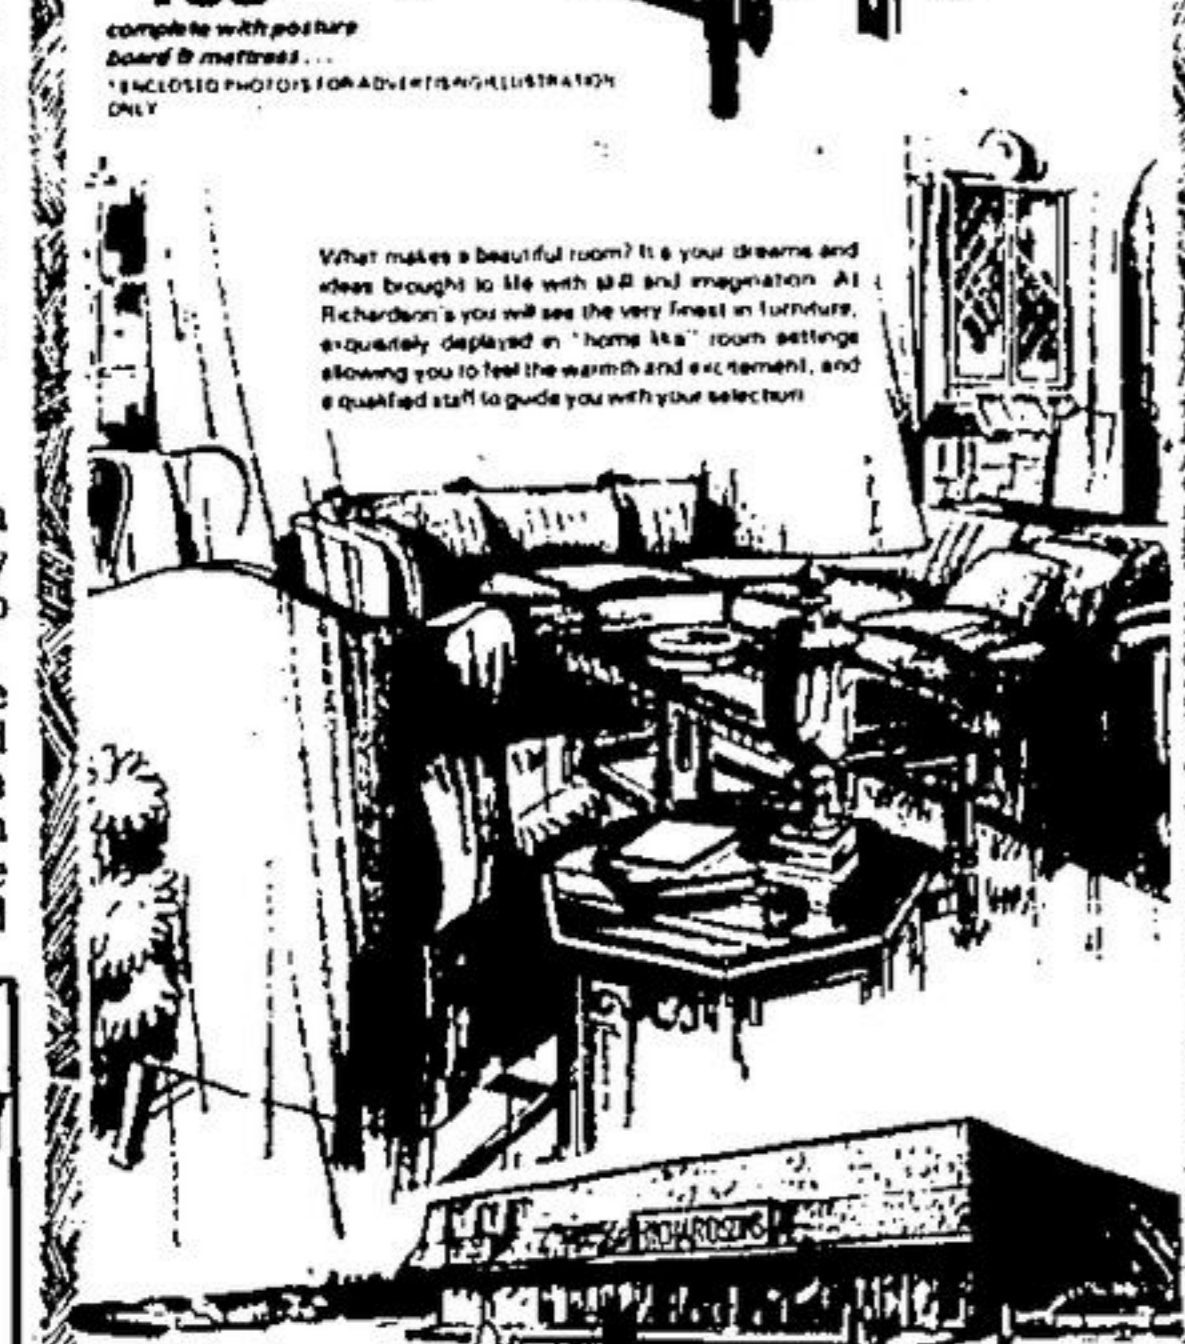 complete with posture
board & mattress...
*ENCLOSED PHOTO IS FOR ADVERTISING ILLUSTRATION
ONLY
What makes a beautiful room? It's your dreams and
ideas brought to life with skill and imagination. At
Richardson's you will see the very finest in furniture,
exquisitely displayed in "home like" room settings
allowing you to feel the warmth and excitement, and
a qualified staff to guide you with your selection
RICHARDSON'S